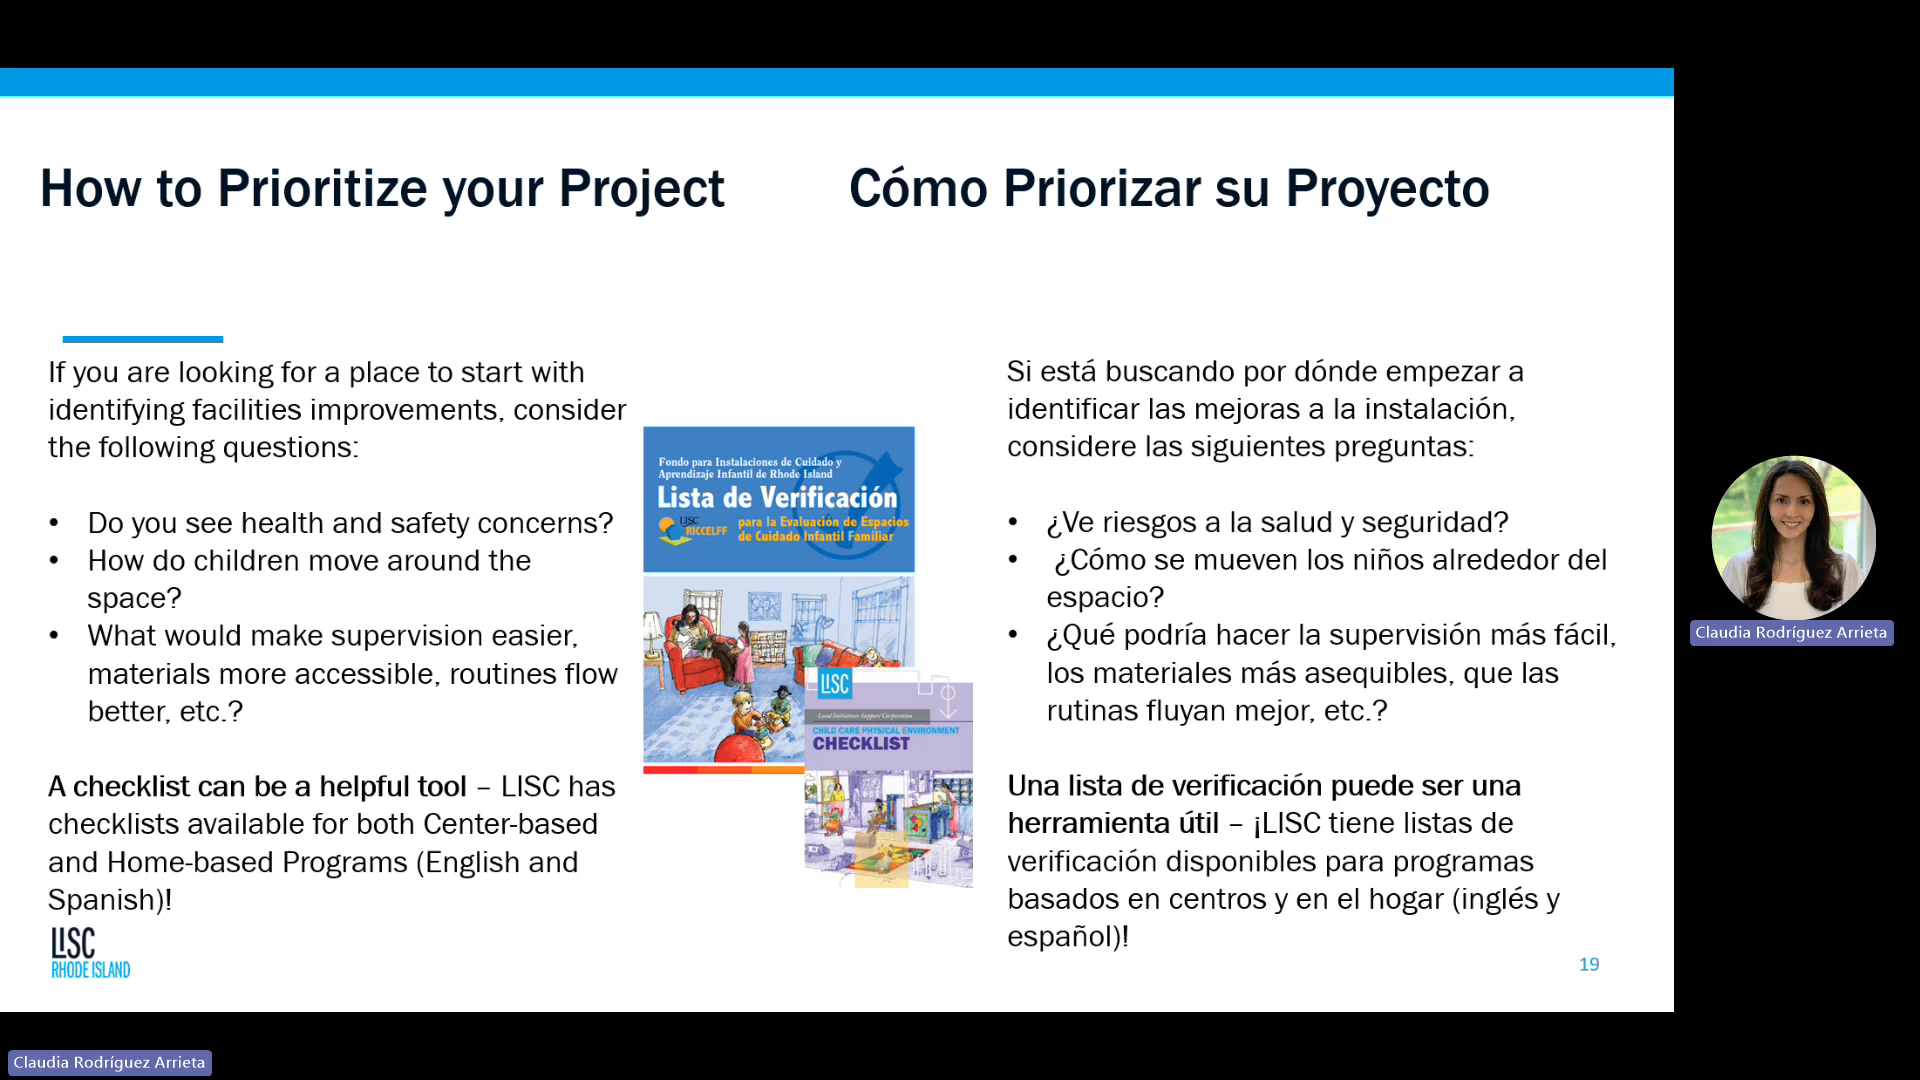 How to Prioritize your Project
Cómo Priorizar su Proyecto
If you are looking for a place to start with
identifying facilities improvements, consider
the following questions:
• Do you see health and safety concerns?
• How do children move around the
space?
• What would make supervision easier,
materials more accessible, routines flow
better, etc.?
A checklist can be a helpful tool – LISC has
checklists available for both Center-based
and Home-based Programs (English and
Spanish)!
LISC
RHODE ISLAND
Fondo para Instalaciones de Cuidado y
Aprendizaje Infantil de Rhode Island
Lista de Verificación
LISC
RICCELFF
para la Evaluación de Espacios
de Cuidado Infantil Familiar
LISC
Local Initiatives Support Corporation
CHILD CARE PHYSICAL ENVIRONMENT
CHECKLIST
Si está buscando por dónde empezar a
identificar las mejoras a la instalación,
considere las siguientes preguntas:
• ¿Ve riesgos a la salud y seguridad?
• ¿Cómo se mueven los niños alrededor del
espacio?
• ¿Qué podría hacer la supervisión más fácil,
los materiales más asequibles, que las
rutinas fluyan mejor, etc.?
Una lista de verificación puede ser una
herramienta útil – ¡LISC tiene listas de
verificación disponibles para programas
basados en centros y en el hogar (inglés y
español)!
19
Claudia Rodríguez Arrieta
Claudia Rodríguez Arrieta